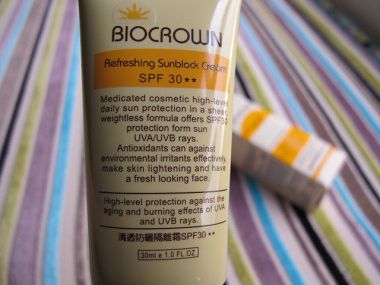 BIOCROWN
Refreshing Sunblock Cream
SPF 30★★
Medicated cosmetic high-level
daily sun protection in a sheer,
weightless formula offers SPF30
protection form sun
UVA/UVB rays.
Antioxidants can against
environmental irritants effectively,
make skin lightening and have
a fresh looking face.
High-level protection against the
aging and burning effects of UVA
and UVB rays.
清透防曬隔離霜SPF30 ★★
30ml e 1.0 FL.OZ